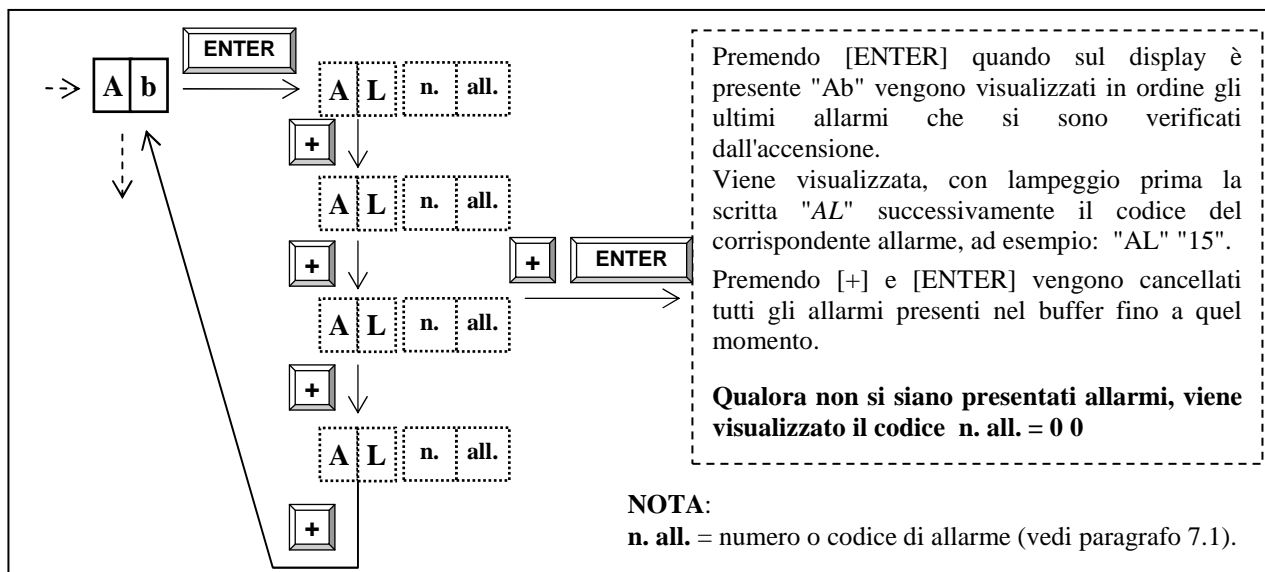 ENTER
A b
A L n. all.
+
A L n. all.
+
+ ENTER
A L n. all.
+
A L n. all.
+
Premendo [ENTER] quando sul display è
presente "Ab" vengono visualizzati in ordine gli
ultimi allarmi che si sono verificati
dall'accensione.
Viene visualizzata, con lampeggio prima la
scritta "AL" successivamente il codice del
corrispondente allarme, ad esempio: "AL" "15".
Premendo [+] e [ENTER] vengono cancellati
tutti gli allarmi presenti nel buffer fino a quel
momento.
Qualora non si siano presentati allarmi, viene
visualizzato il codice n. all. = 0 0
NOTA:
n. all. = numero o codice di allarme (vedi paragrafo 7.1).